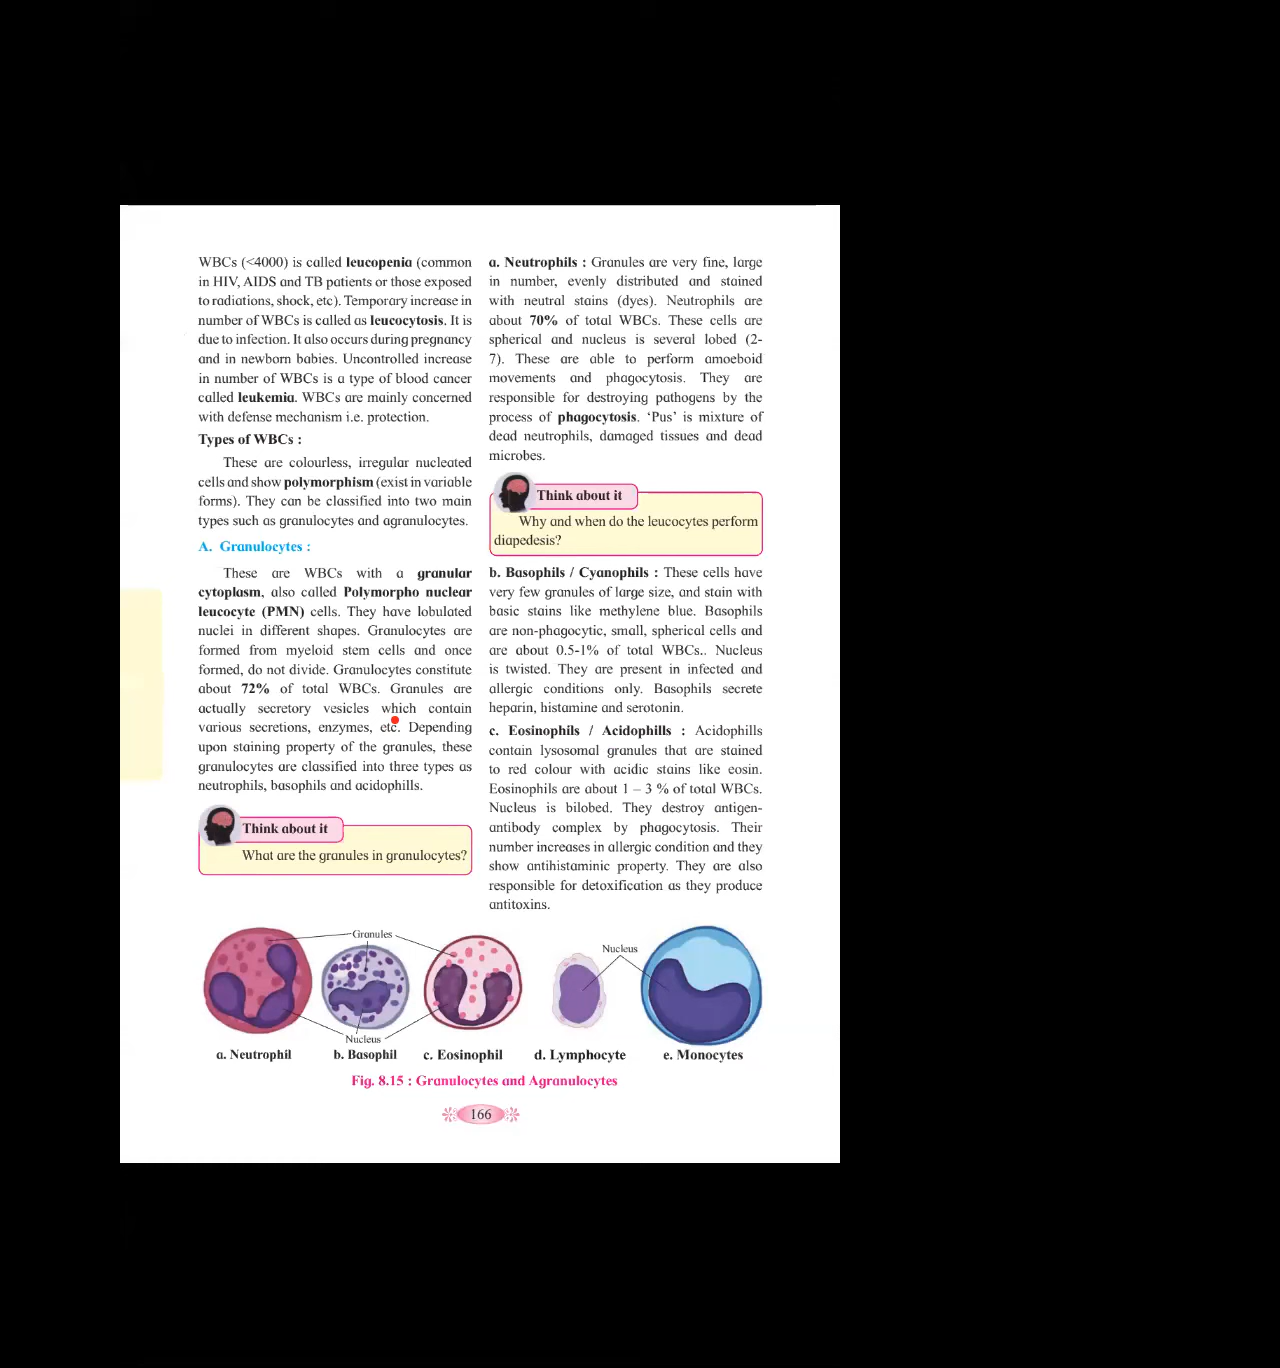 WBCs (<4000) is called leucopenia (common
in HIV, AIDS and TB patients or those exposed
to radiations, shock, etc). Temporary increase in
number of WBCs is called as leucocytosis. It is
due to infection. It also occurs during pregnancy
and in newborn babies. Uncontrolled increase
in number of WBCs is a type of blood cancer
called leukemia. WBCs are mainly concerned
with defense mechanism i.e. protection.
Types of WBCs :
These are colourless, irregular nucleated
cells and show polymorphism (exist in variable
forms). They can be classified into two main
types such as granulocytes and agranulocytes.
A. Granulocytes :
These are WBCs with a granular
cytoplasm, also called Polymorpho nuclear
leucocyte (PMN) cells. They have lobulated
nuclei in different shapes. Granulocytes are
formed from myeloid stem cells and once
formed, do not divide. Granulocytes constitute
about 72% of total WBCs. Granules are
actually secretory vesicles which contain
various secretions, enzymes, etc. Depending
upon staining property of the granules, these
granulocytes are classified into three types as
neutrophils, basophils and acidophills.
Think about it
What are the granules in granulocytes?
a. Neutrophils : Granules are very fine, large
in number, evenly distributed and stained
with neutral stains (dyes). Neutrophils are
about 70% of total WBCs. These cells are
spherical and nucleus is several lobed (2-
7). These are able to perform amoeboid
movements and phagocytosis. They are
responsible for destroying pathogens by the
process of phagocytosis. ‘Pus’ is mixture of
dead neutrophils, damaged tissues and dead
microbes.
Think about it
Why and when do the leucocytes perform
diapedesis?
b. Basophils / Cyanophils : These cells have
very few granules of large size, and stain with
basic stains like methylene blue. Basophils
are non-phagocytic, small, spherical cells and
are about 0.5-1% of total WBCs.. Nucleus
is twisted. They are present in infected and
allergic conditions only. Basophils secrete
heparin, histamine and serotonin.
c. Eosinophils / Acidophills : Acidophills
contain lysosomal granules that are stained
to red colour with acidic stains like eosin.
Eosinophils are about 1 – 3 % of total WBCs.
Nucleus is bilobed. They destroy antigen-
antibody complex by phagocytosis. Their
number increases in allergic condition and they
show antihistaminic property. They are also
responsible for detoxification as they produce
antitoxins.
Granules
Nucleus
Nucleus
a. Neutrophil
b. Basophil
c. Eosinophil
d. Lymphocyte
e. Monocytes
Fig. 8.15 : Granulocytes and Agranulocytes
166